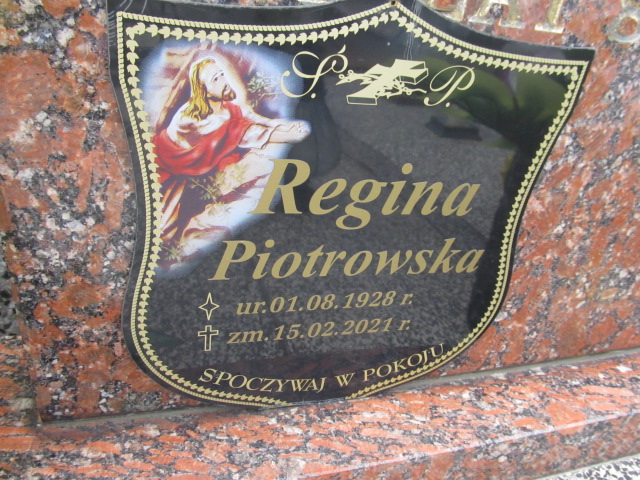 Ś. P.
Regina
Piotrowska
ur. 01.08.1928 r.
zm. 15.02.2021 r.
SPOCZYWAJ W POKOJU